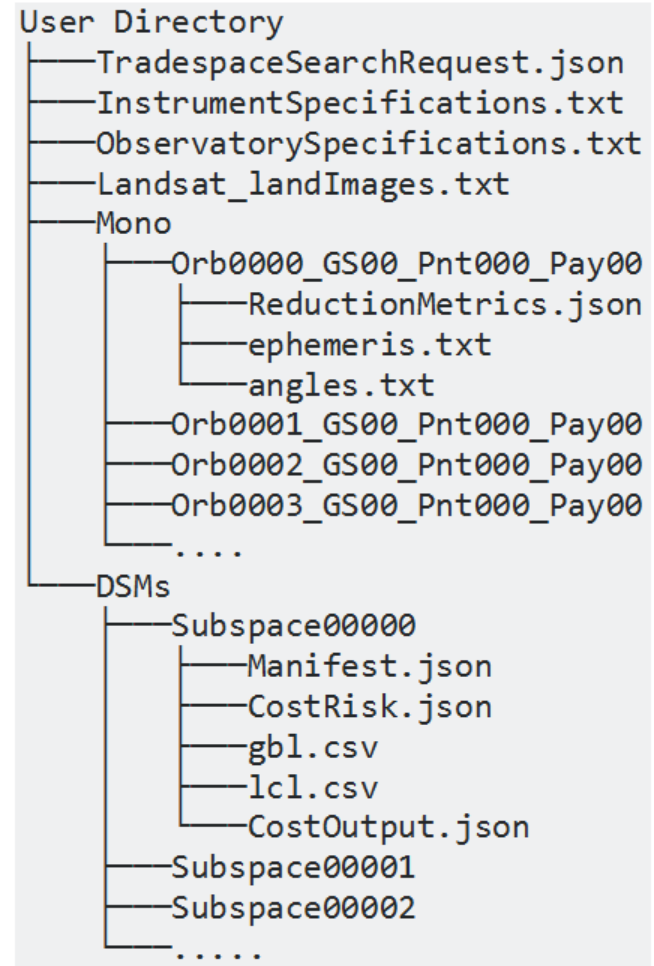 User Directory
├───TradespaceSearchRequest.json
├───InstrumentSpecifications.txt
├───ObservatorySpecifications.txt
├───Landsat_landImages.txt
├───Mono
│   ├───Orb0000_GS00_Pnt000_Pay00
│   │   ├───ReductionMetrics.json
│   │   ├───ephemeris.txt
│   │   └───angles.txt
│   ├───Orb0001_GS00_Pnt000_Pay00
│   ├───Orb0002_GS00_Pnt000_Pay00
│   ├───Orb0003_GS00_Pnt000_Pay00
│   └───....
└───DSMs
    ├───Subspace00000
    │   ├───Manifest.json
    │   ├───CostRisk.json
    │   ├───gbl.csv
    │   ├───lcl.csv
    │   └───CostOutput.json
    ├───Subspace00001
    ├───Subspace00002
    └───.....